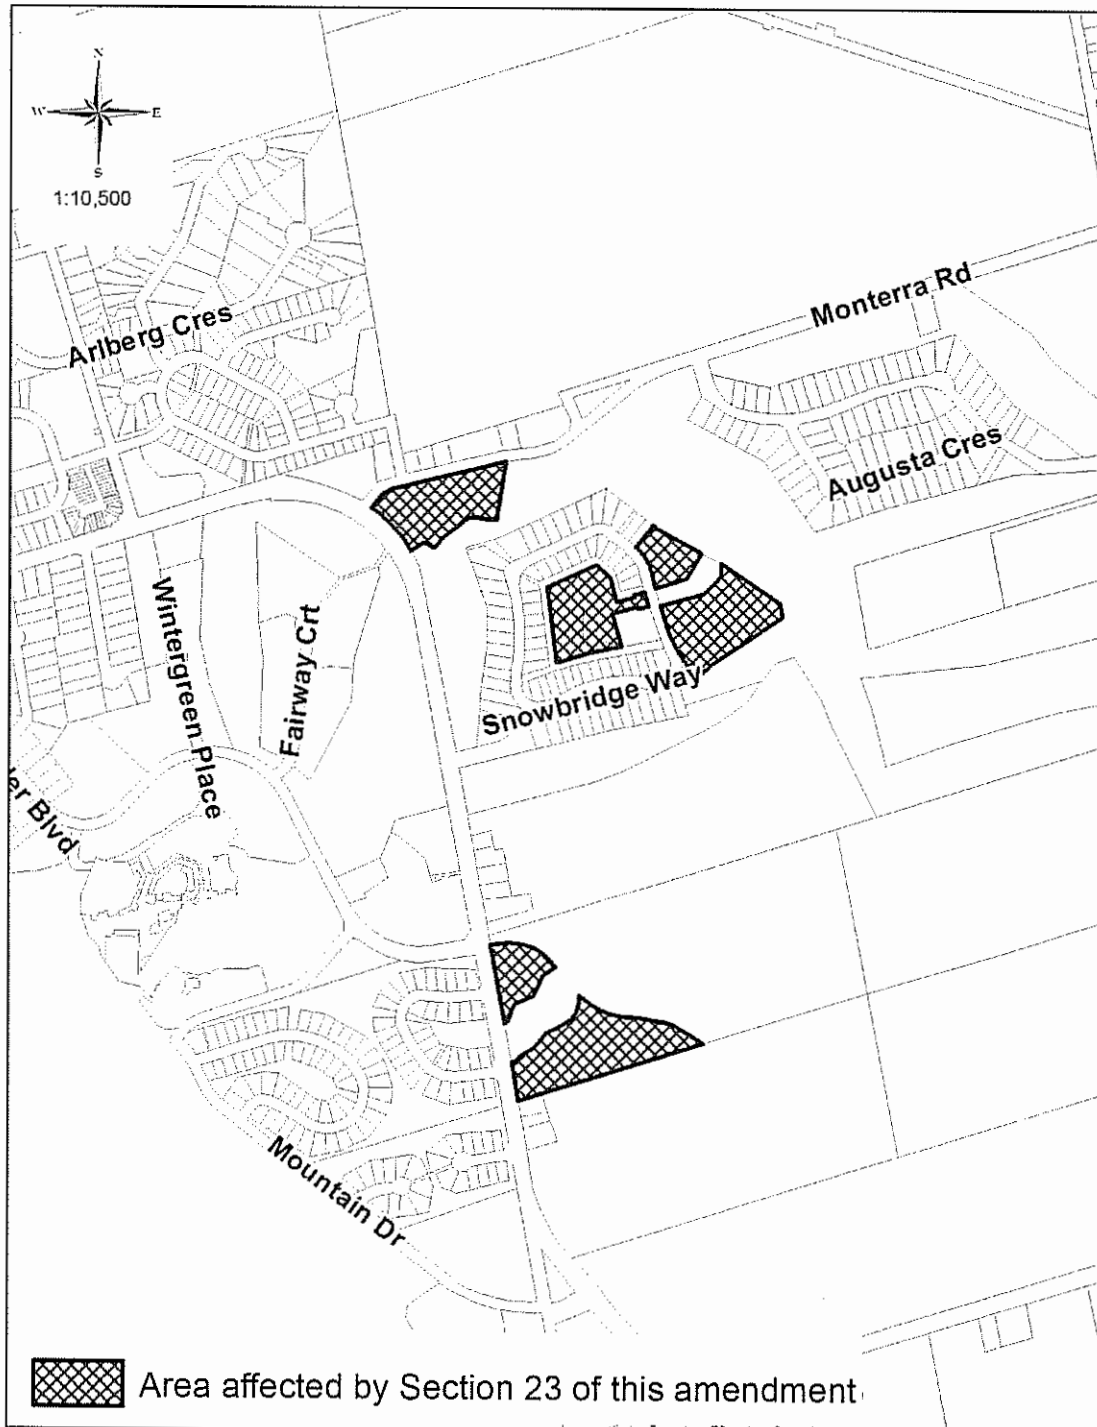 N
W E
S
1:10,500
Arlberg Cres
Monterra Rd
Augusta Cres
Wintergreen Place
Fairway Crt
Snowbridge Way
Blvd
Mountain Dr
Area affected by Section 23 of this amendment